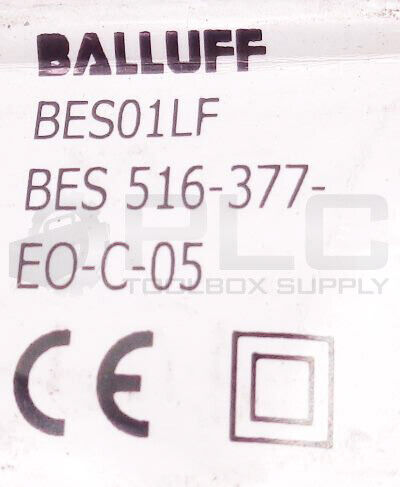 BALLUFF
BES01LF
BES 516-377-
PLC
EO-C-05
TOOLBOX SUPPLY
CE